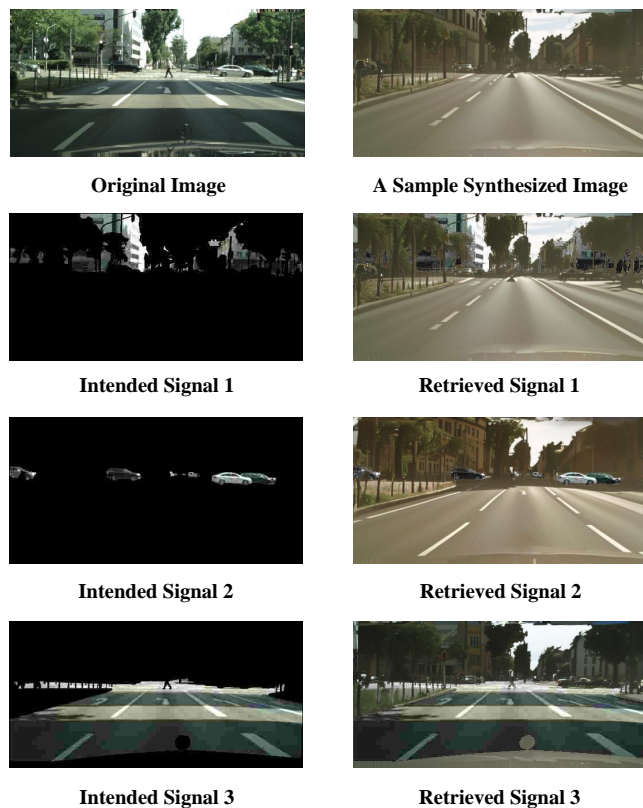 Original Image
A Sample Synthesized Image
Intended Signal 1
Retrieved Signal 1
Intended Signal 2
Retrieved Signal 2
Intended Signal 3
Retrieved Signal 3